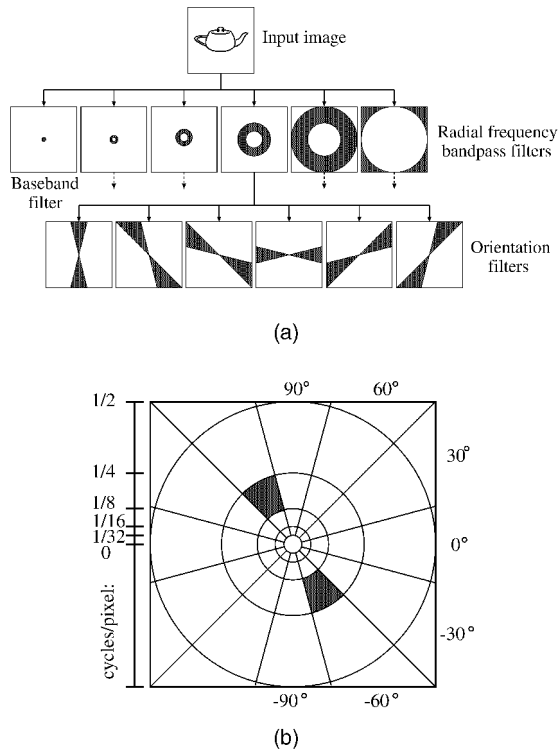 Input image
Radial frequency
bandpass filters
Baseband
filter
Orientation
filters
(a)
1/2
90°
60°
30°
1/4
1/8
1/16
1/32
0
0°
-30°
cycles/pixel:
-90°
-60°
(b)